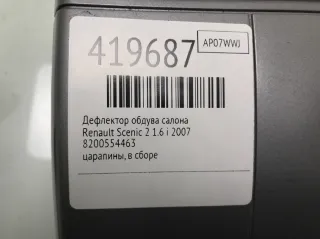 419687
AP07WWJ
Дефлектор обдува салона
Renault Scenic 2 1.6 i 2007
8200554463
царапины, в сборе